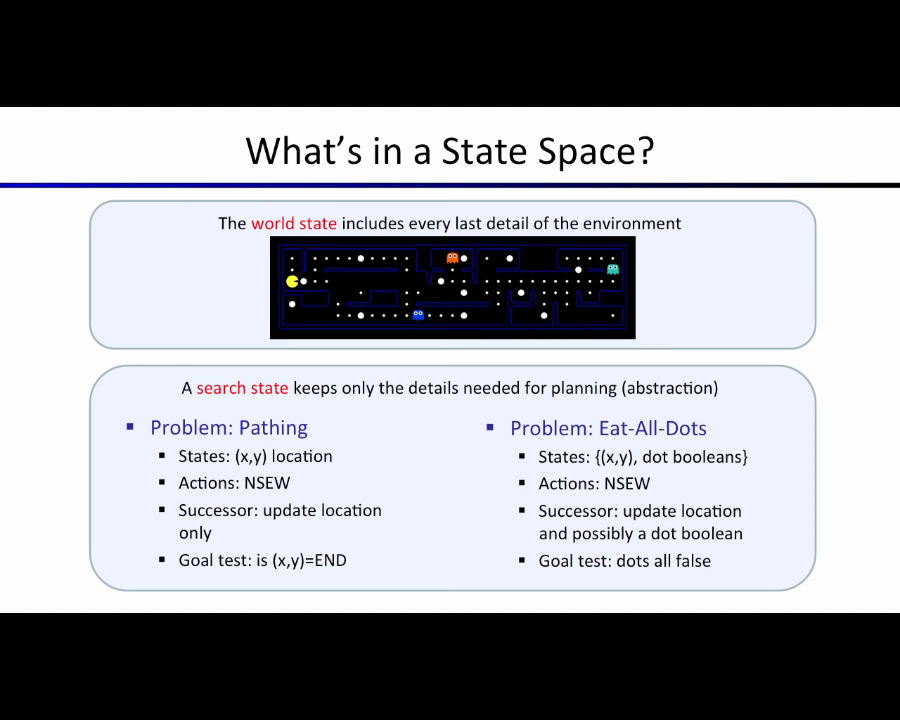 What's in a State Space?
The world state includes every last detail of the environment
A search state keeps only the details needed for planning (abstraction)
▪ Problem: Pathing
▪ States: (x,y) location
▪ Actions: NSEW
▪ Successor: update location
only
▪ Goal test: is (x,y)=END
▪ Problem: Eat-All-Dots
▪ States: {(x,y), dot booleans}
▪ Actions: NSEW
▪ Successor: update location
and possibly a dot boolean
▪ Goal test: dots all false